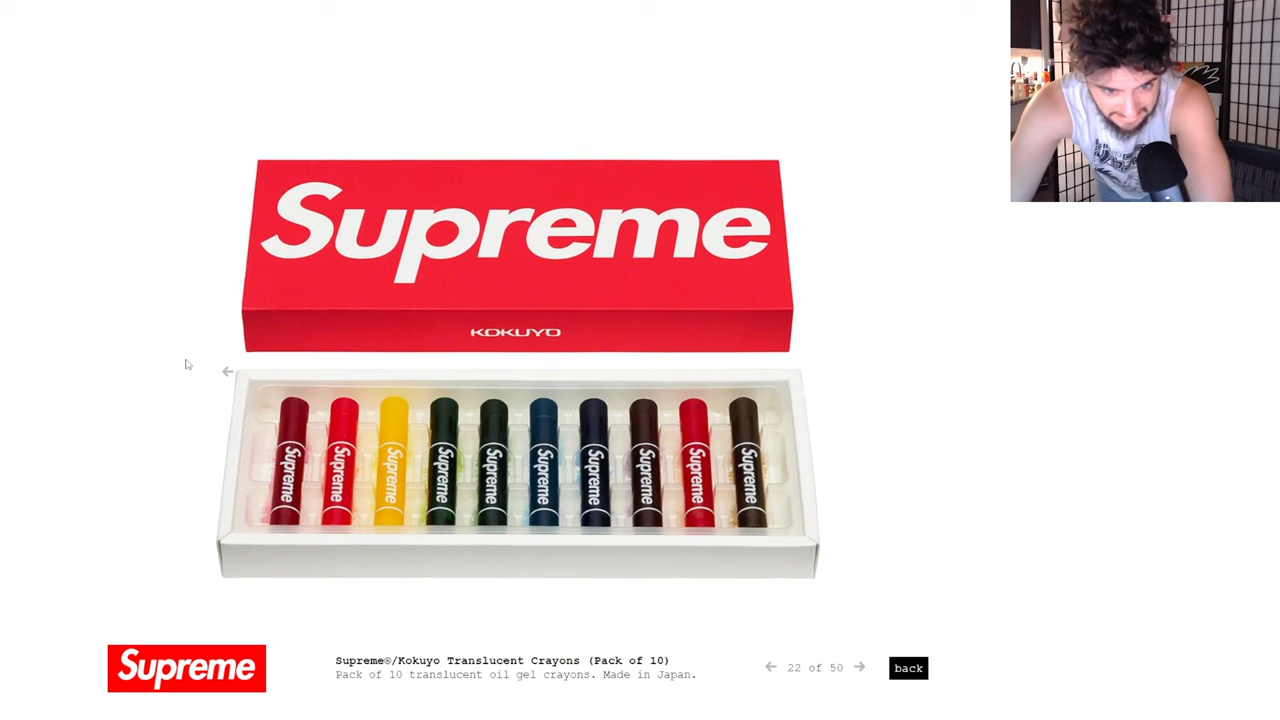 Supreme
KOKUYO
Supreme Supreme Supreme Supreme Supreme Supreme Supreme Supreme Supreme Supreme
Supreme
Supreme®/Kokuyo Translucent Crayons (Pack of 10)
Pack of 10 translucent oil gel crayons. Made in Japan.
22 of 50
back